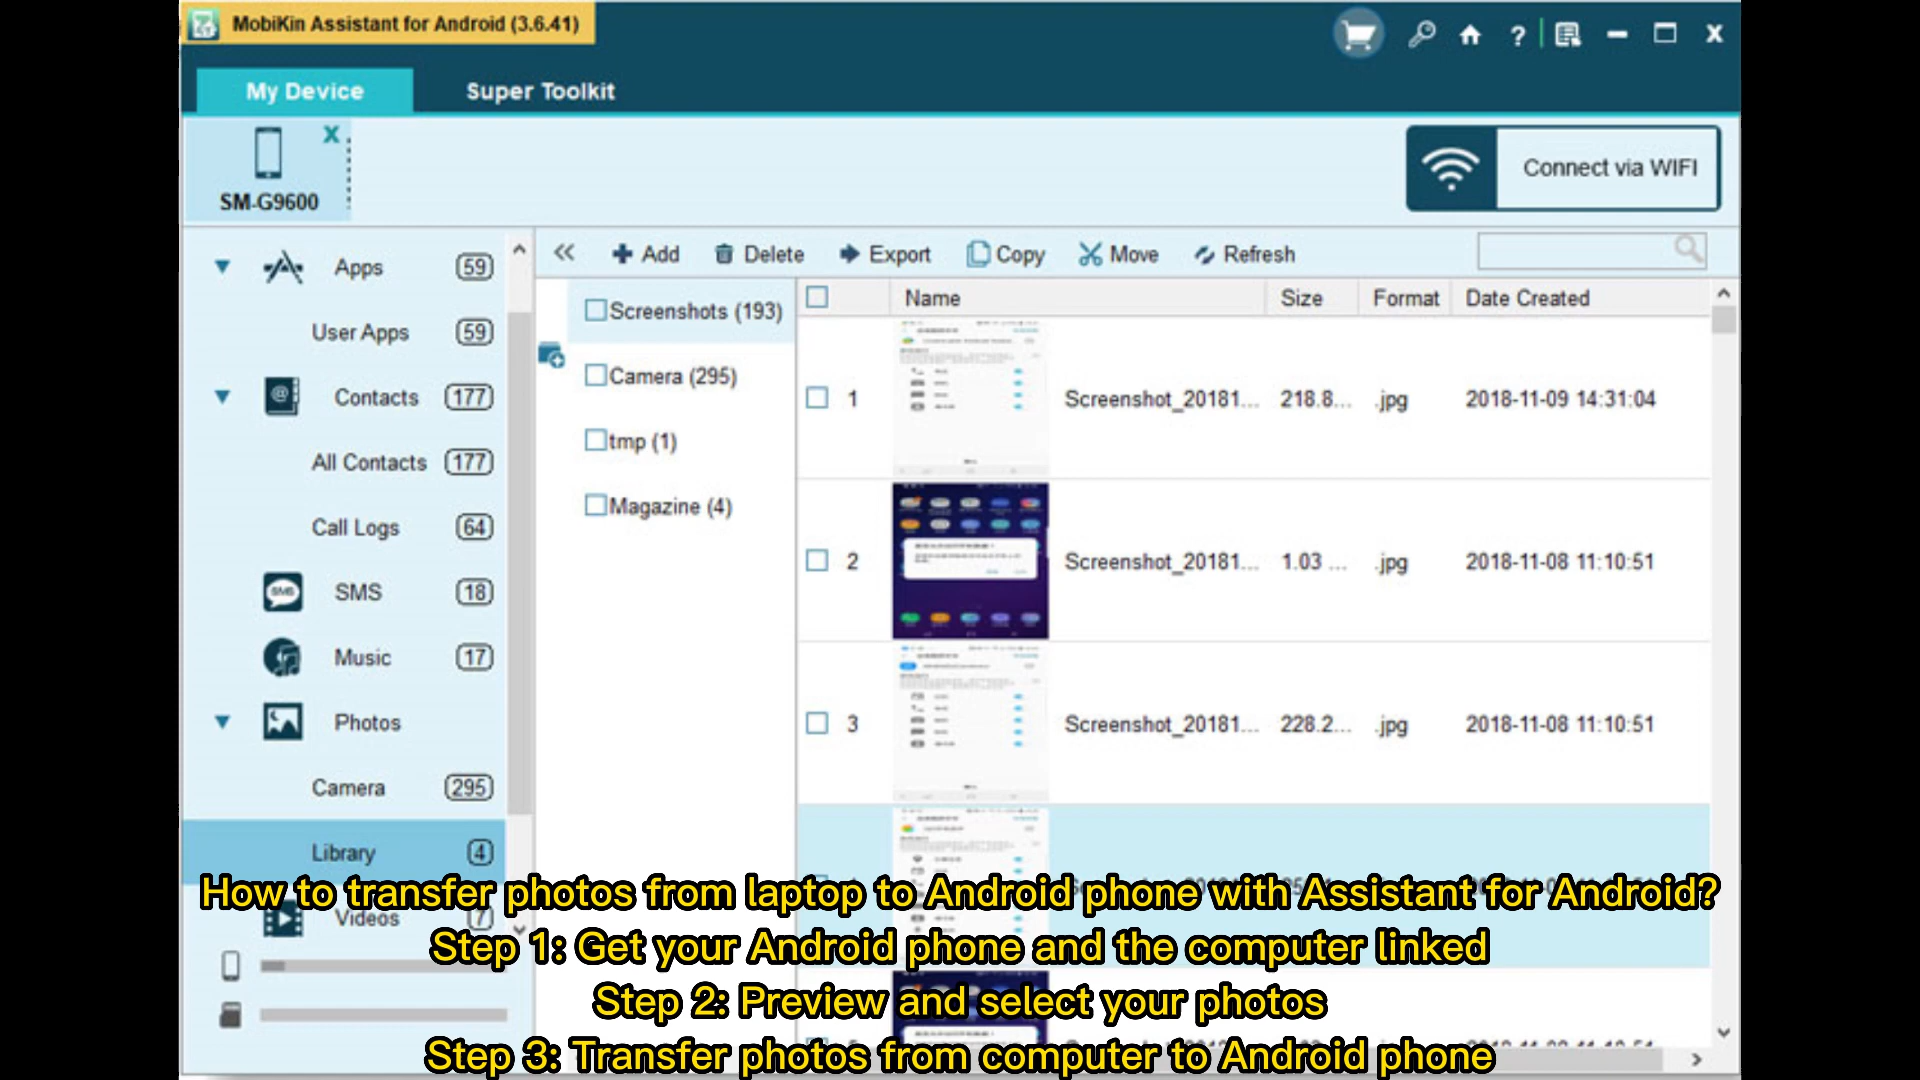 MobiKin Assistant for Android (3.6.41)
?
X
My Device
Super Toolkit
X
SM-G9600
Connect via WIFI
Apps 59
User Apps 59
Contacts 177
All Contacts 177
Call Logs 64
SMS 18
Music 17
Photos
Camera 295
Library 4
Videos 7
Add Delete Export Copy Move Refresh
Screenshots (193)
Camera (295)
tmp (1)
Magazine (4)
Name Size Format Date Created
1 Screenshot_20181... 218.8... .jpg 2018-11-09 14:31:04
2 Screenshot_20181... 1.03 ... .jpg 2018-11-08 11:10:51
3 Screenshot_20181... 228.2... .jpg 2018-11-08 11:10:51
How to transfer photos from laptop to Android phone with Assistant for Android?
Step 1: Get your Android phone and the computer linked
Step 2: Preview and select your photos
Step 3: Transfer photos from computer to Android phone